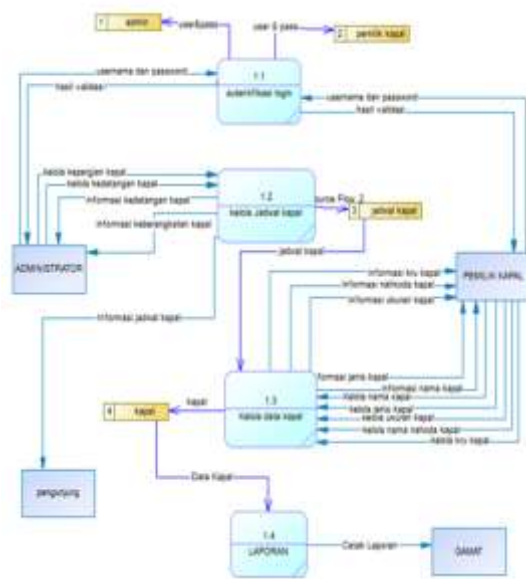 1 admin
user&pass
user & pass
2 pemilik kapal
1.1
autentifikasi login
username dan password
hasil validasi
username dan password
hasil validasi
kelola kepergian kapal
kelola kedatangan kapal
informasi kedatangan kapal
informasi keberangkatan kapal
1.2
kelola Jadwal kapal
ource Flow_2
3 jadwal kapal
jadwal kapal
ADMINISTRATOR
PEMILIK KAPAL
informasi kru kapal
informasi nahkoda kapal
informasi ukuran kapal
informasi jadwal kapal
formasi jenis kapal
informasi nama kapal
kelola nama kapal
kelola jenis kapal
kelola ukuran kapal
kelola nama nahkoda kapal
kelola kru kapal
1.3
kelola data kapal
4 kapal
kapal
pengunjung
Data Kapal
1.4
LAPORAN
Cetak Laporan